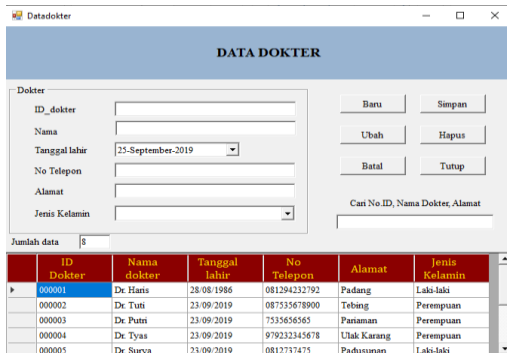 Datadokter
DATA DOKTER
Dokter
ID_dokter
Nama
Tanggal lahir 25-September-2019
No Telepon
Alamat
Jenis Kelamin
Baru Simpan
Ubah Hapus
Batal Tutup
Cari No.ID, Nama Dokter, Alamat
Jumlah data 8
ID Dokter Nama dokter Tanggal lahir No Telepon Alamat Jenis Kelamin
000001 Dr. Haris 28/08/1986 081294232792 Padang Laki-laki
000002 Dr. Tuti 23/09/2019 087535678900 Tebing Perempuan
000003 Dr. Putri 23/09/2019 7535656565 Pariaman Perempuan
000004 Dr. Tyas 23/09/2019 979232345678 Ulak Karang Perempuan
000005 Dr. Surya 23/09/2019 0812737475 Padusunan Laki-laki